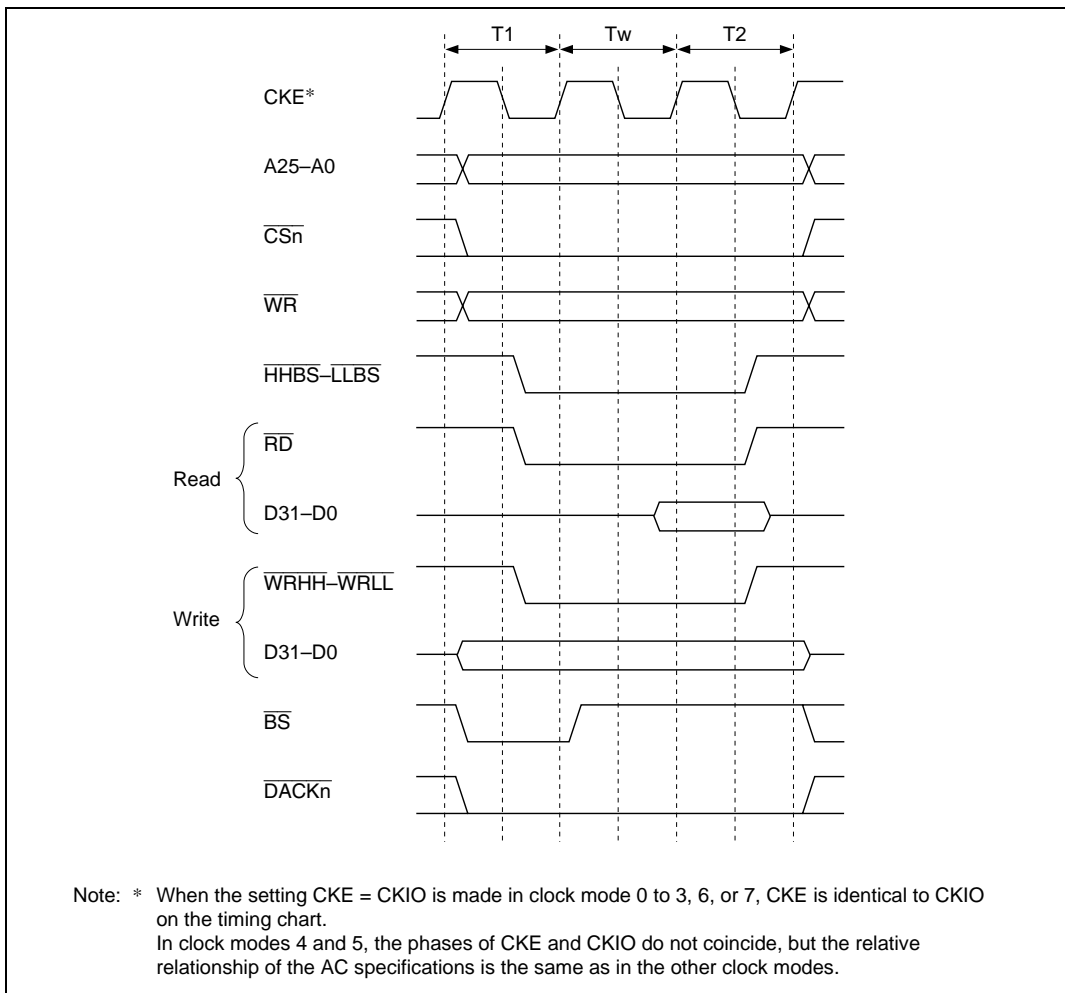 T1 Tw T2
CKE*
A25–A0
CSn
WR
HHBS–LLBS
RD
Read
D31–D0
WRHH–WRLL
Write
D31–D0
BS
DACKn
Note: * When the setting CKE = CKIO is made in clock mode 0 to 3, 6, or 7, CKE is identical to CKIO
on the timing chart.
In clock modes 4 and 5, the phases of CKE and CKIO do not coincide, but the relative
relationship of the AC specifications is the same as in the other clock modes.